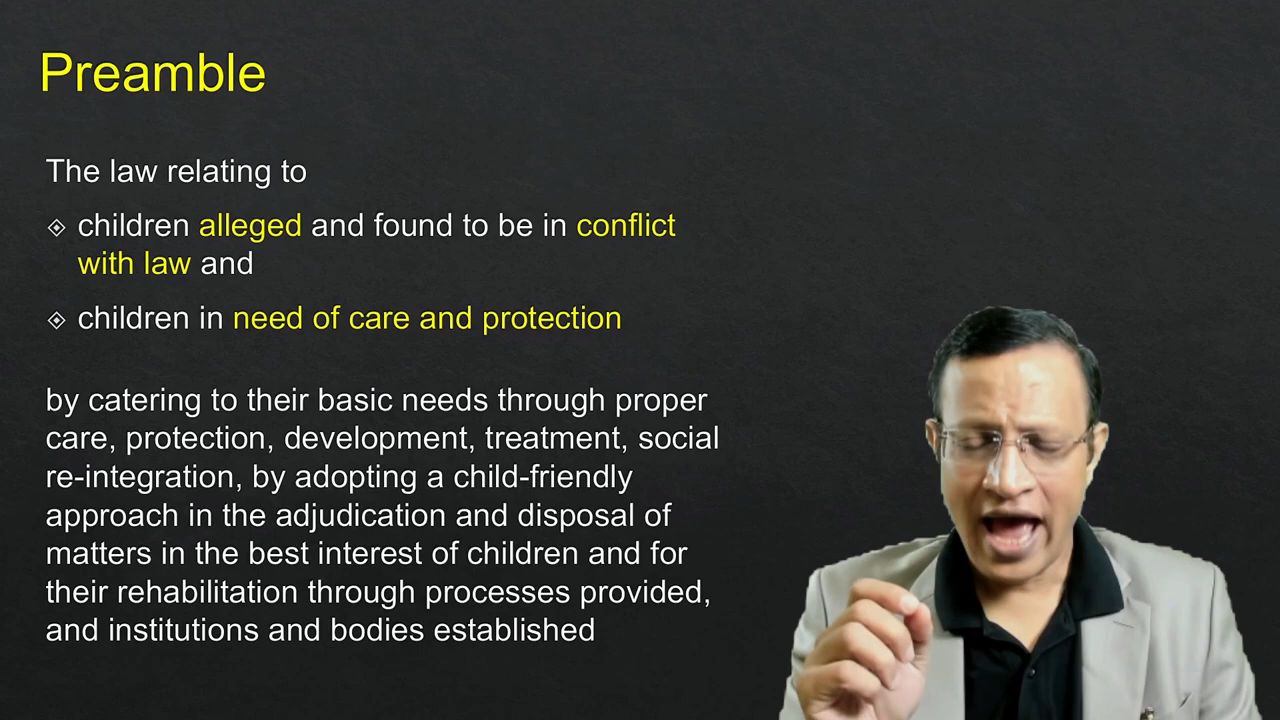 Preamble
The law relating to
children alleged and found to be in conflict
with law and
children in need of care and protection
by catering to their basic needs through proper
care, protection, development, treatment, social
re-integration, by adopting a child-friendly
approach in the adjudication and disposal of
matters in the best interest of children and for
their rehabilitation through processes provided,
and institutions and bodies established